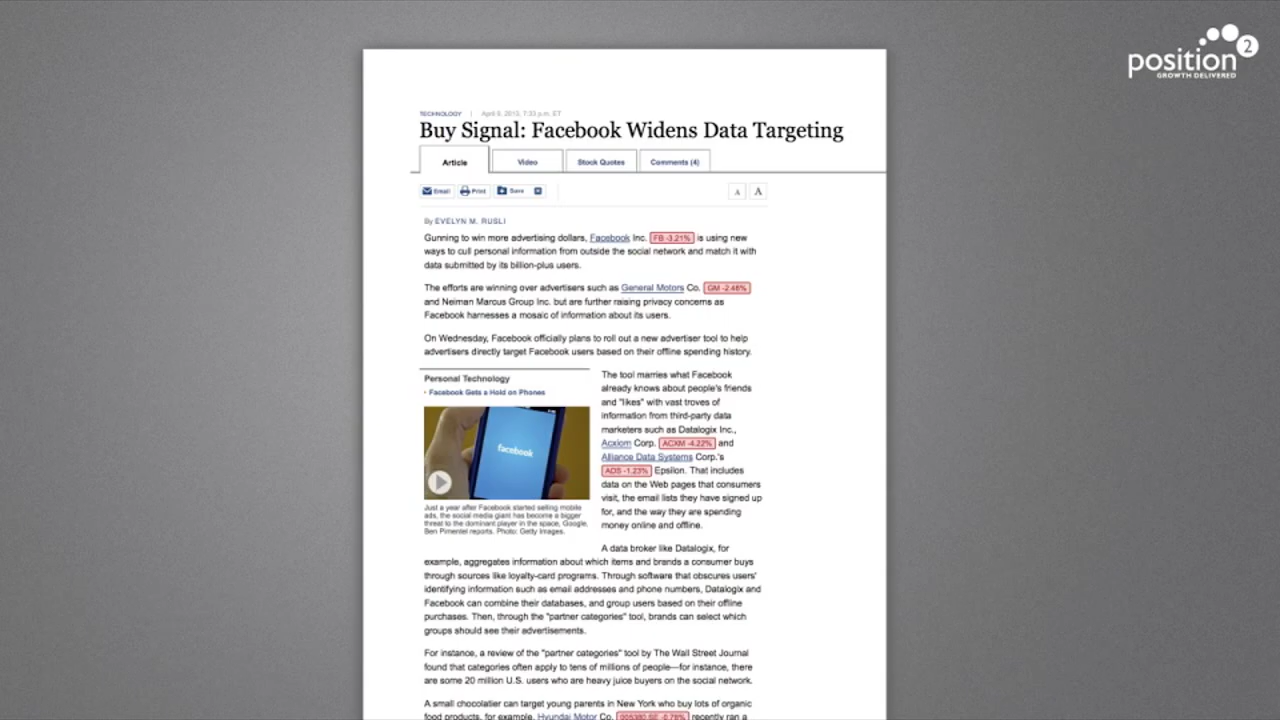 position2
GROWTH DELIVERED
TECHNOLOGY | April 9, 2013, 7:33 p.m. ET
Buy Signal: Facebook Widens Data Targeting
Article
Video
Stock Quotes
Comments (4)
Email
Print
Save
A A
By EVELYN M. RUSLI
Gunning to win more advertising dollars, Facebook Inc. FB -3.21% is using new
ways to cull personal information from outside the social network and match it with
data submitted by its billion-plus users.
The efforts are winning over advertisers such as General Motors Co. GM -2.46%
and Neiman Marcus Group Inc. but are further raising privacy concerns as
Facebook harnesses a mosaic of information about its users.
On Wednesday, Facebook officially plans to roll out a new advertiser tool to help
advertisers directly target Facebook users based on their offline spending history.
Personal Technology
· Facebook Gets a Hold on Phones
facebook
Just a year after Facebook started selling mobile
ads, the social media giant has become a bigger
threat to the dominant player in the space, Google.
Ben Pimentel reports. Photo: Getty Images.
The tool marries what Facebook
already knows about people's friends
and "likes" with vast troves of
information from third-party data
marketers such as Datalogix Inc.,
Acxiom Corp. ACXM -4.22% and
Alliance Data Systems Corp.'s
ADS -1.23% Epsilon. That includes
data on the Web pages that consumers
visit, the email lists they have signed up
for, and the way they are spending
money online and offline.
A data broker like Datalogix, for
example, aggregates information about which items and brands a consumer buys
through sources like loyalty-card programs. Through software that obscures users'
identifying information such as email addresses and phone numbers, Datalogix and
Facebook can combine their databases, and group users based on their offline
purchases. Then, through the "partner categories" tool, brands can select which
groups should see their advertisements.
For instance, a review of the "partner categories" tool by The Wall Street Journal
found that categories often apply to tens of millions of people—for instance, there
are some 20 million U.S. users who are heavy juice buyers on the social network.
A small chocolatier can target young parents in New York who buy lots of organic
food products, for example. Hyundai Motor Co. 005380.SE -0.78% recently ran a